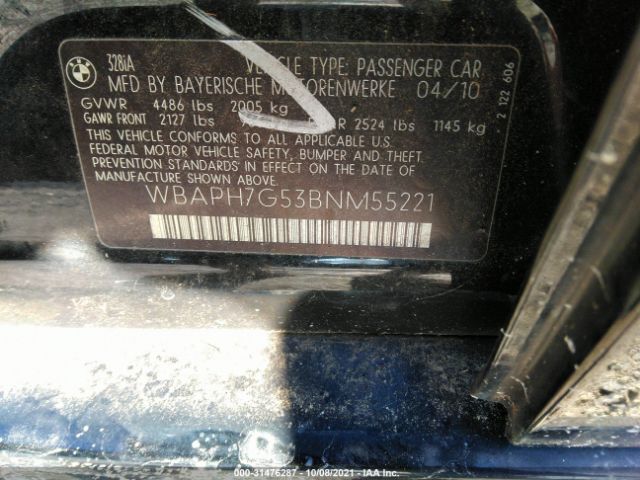 BMW
328iA
VEHICLE TYPE: PASSENGER CAR
MFD BY BAYERISCHE MOTORENWERKE 04/10
GVWR 4486 lbs 2005 kg
GAWR FRONT 2127 lbs 2524 lbs 1145 kg
THIS VEHICLE CONFORMS TO ALL APPLICABLE U.S.
FEDERAL MOTOR VEHICLE SAFETY, BUMPER AND THEFT.
PREVENTION STANDARDS IN EFFECT ON THE DATE OF
MANUFACTURE SHOWN ABOVE.
WBAPH7G53BNM55221
2 122 606
000-31476287 - 10/08/2021 - IAA Inc.